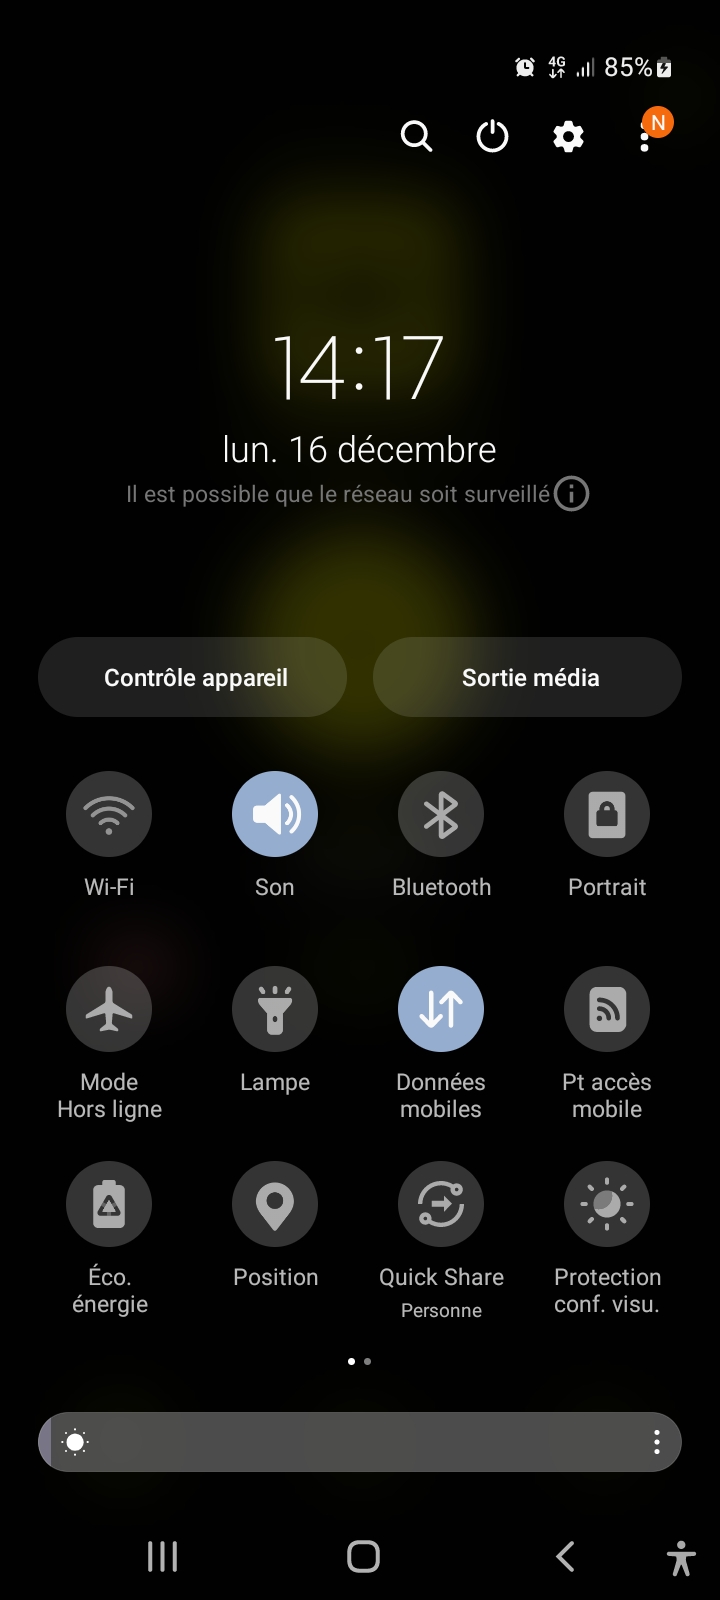 4G 85%
N
14:17
lun. 16 décembre
Il est possible que le réseau soit surveillé
Contrôle appareil Sortie média
Wi-Fi Son Bluetooth Portrait
Mode Lampe Données Pt accès
Hors ligne mobiles mobile
Éco. Position Quick Share Protection
énergie Personne conf. visu.